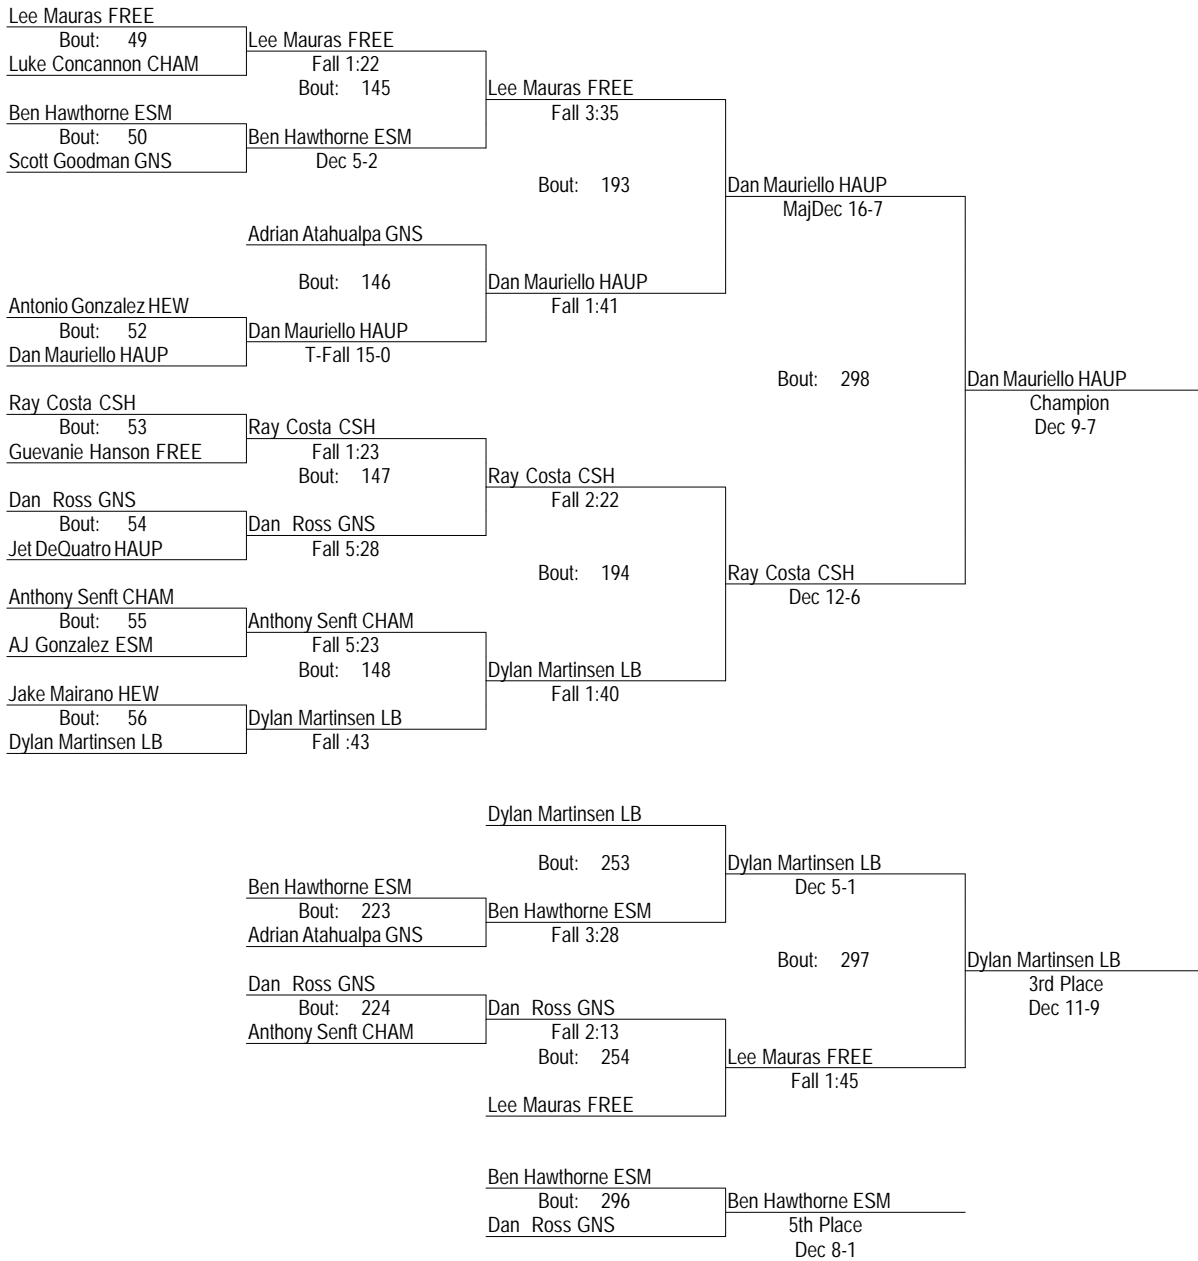 Lee Mauras FREE
Bout: 49
Luke Concannon CHAM
Lee Mauras FREE
Fall 1:22
Bout: 145
Ben Hawthorne ESM
Bout: 50
Scott Goodman GNS
Ben Hawthorne ESM
Dec 5-2
Lee Mauras FREE
Fall 3:35
Bout: 193
Adrian Atahualpa GNS
Bout: 146
Antonio Gonzalez HEW
Bout: 52
Dan Mauriello HAUP
Dan Mauriello HAUP
T-Fall 15-0
Dan Mauriello HAUP
Fall 1:41
Dan Mauriello HAUP
MajDec 16-7
Bout: 298
Dan Mauriello HAUP
Champion
Dec 9-7
Ray Costa CSH
Bout: 53
Guevanie Hanson FREE
Ray Costa CSH
Fall 1:23
Bout: 147
Dan Ross GNS
Bout: 54
Jet DeQuatro HAUP
Dan Ross GNS
Fall 5:28
Ray Costa CSH
Fall 2:22
Bout: 194
Ray Costa CSH
Dec 12-6
Anthony Senft CHAM
Bout: 55
AJ Gonzalez ESM
Anthony Senft CHAM
Fall 5:23
Bout: 148
Jake Mairano HEW
Bout: 56
Dylan Martinsen LB
Dylan Martinsen LB
Fall :43
Dylan Martinsen LB
Fall 1:40
Dylan Martinsen LB
Bout: 253
Ben Hawthorne ESM
Bout: 223
Adrian Atahualpa GNS
Ben Hawthorne ESM
Fall 3:28
Dylan Martinsen LB
Dec 5-1
Bout: 297
Dylan Martinsen LB
3rd Place
Dec 11-9
Dan Ross GNS
Bout: 224
Anthony Senft CHAM
Dan Ross GNS
Fall 2:13
Bout: 254
Lee Mauras FREE
Lee Mauras FREE
Fall 1:45
Ben Hawthorne ESM
Bout: 296
Dan Ross GNS
Ben Hawthorne ESM
5th Place
Dec 8-1